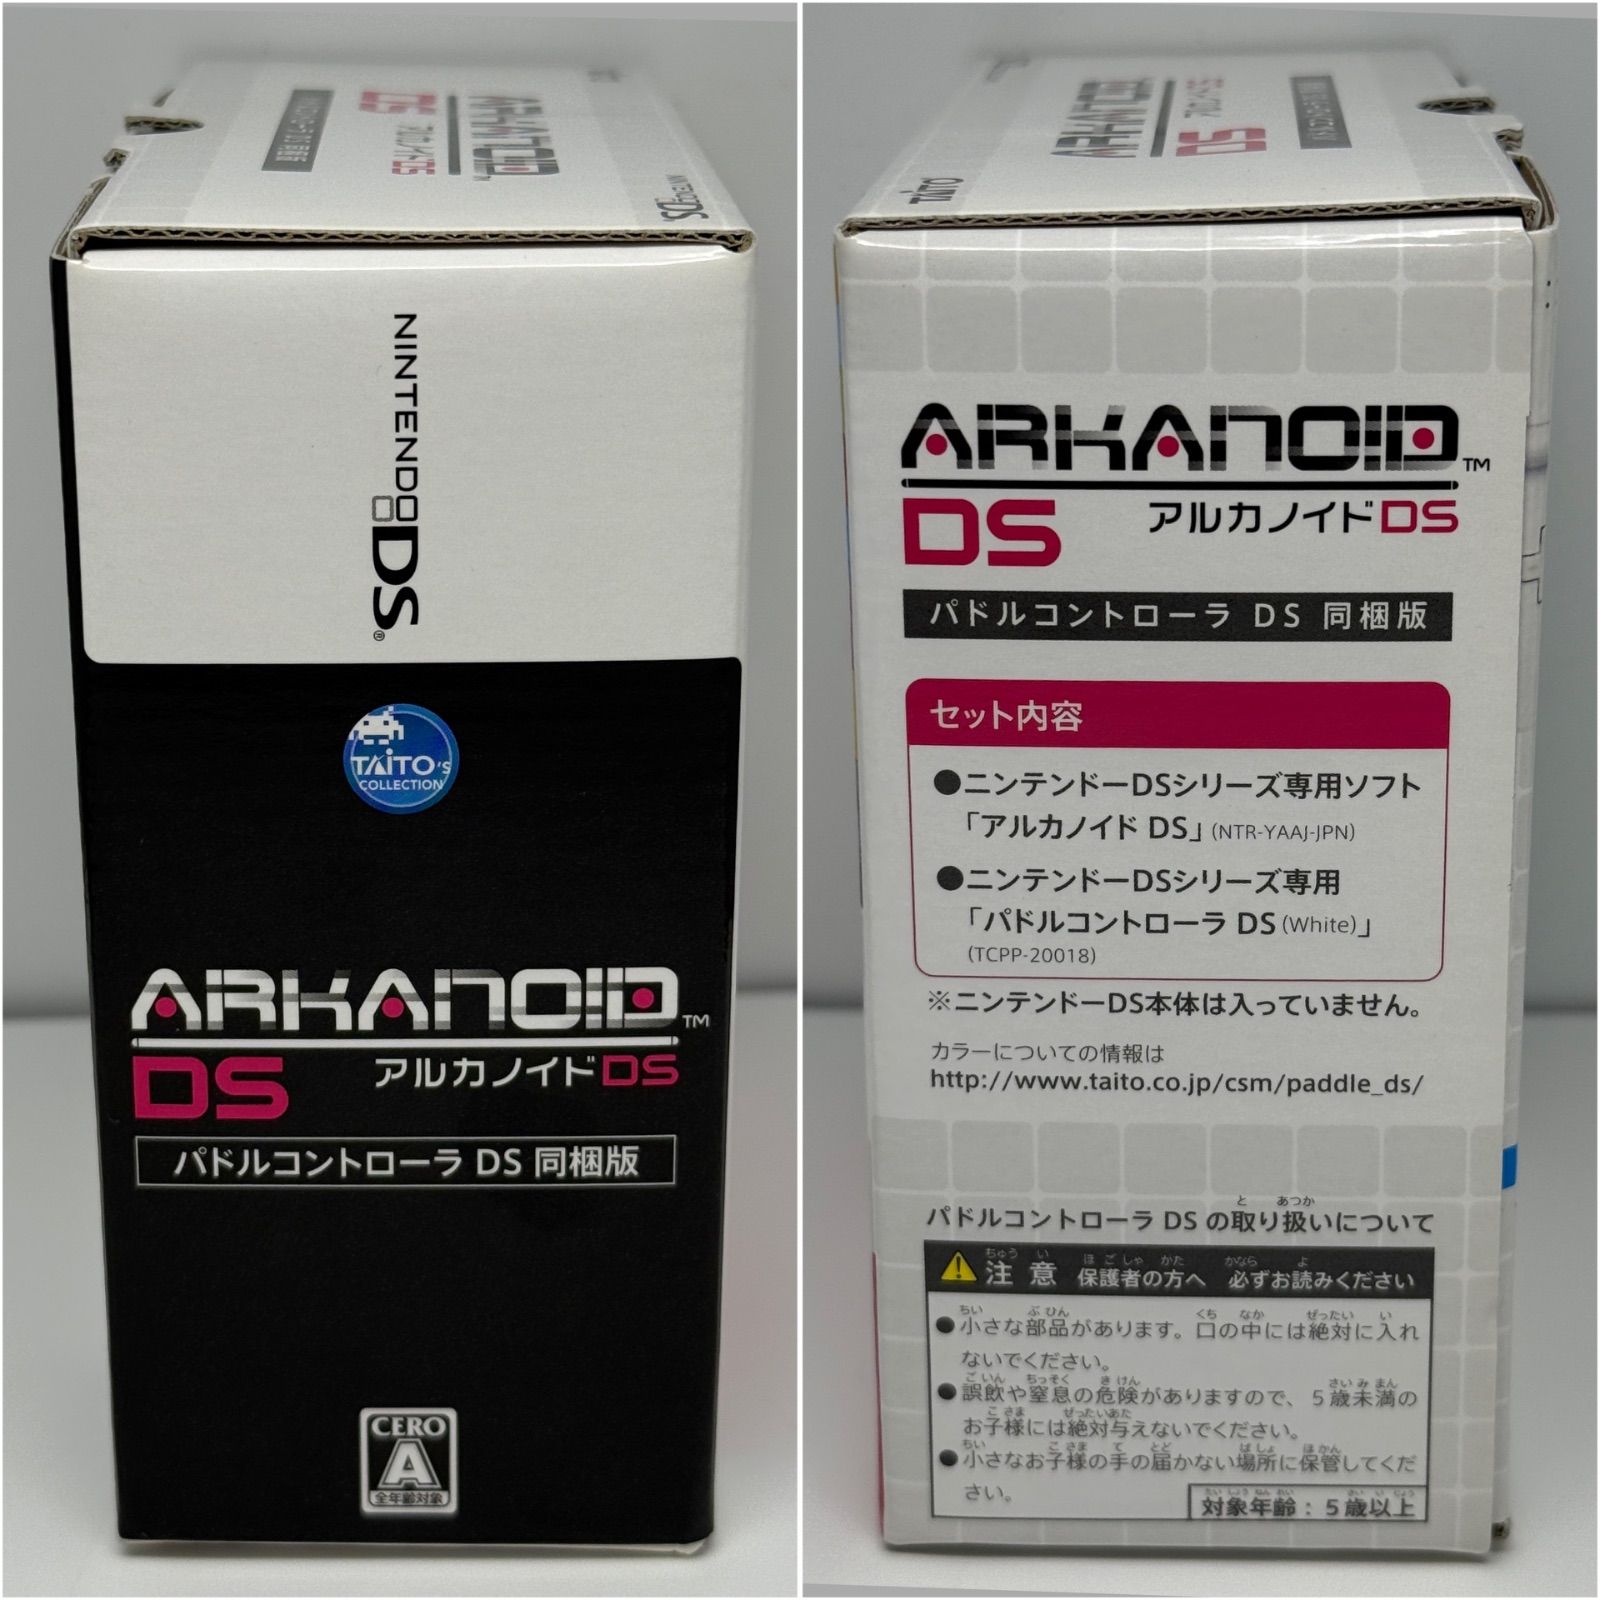 NINTENDO DS®
TAITO'S
COLLECTION
ARKANOID™
DS アルカノイドDS
パドルコントローラ DS 同梱版
CERO
A
全年齢対象
ARKANOID
DS アルカノイドDS
TAITO
ARKANOID™
DS アルカノイドDS
パドルコントローラ DS 同梱版
セット内容
●ニンテンドーDSシリーズ専用ソフト
「アルカノイド DS」(NTR-YAAJ-JPN)
●ニンテンドーDSシリーズ専用
「パドルコントローラ DS (White)」
(TCPP-20018)
※ニンテンドーDS本体は入っていません。
カラーについての情報は
http://www.taito.co.jp/csm/paddle_ds/
パドルコントローラ DS の取り扱いについて
注意 保護者の方へ 必ずお読みください
●小さな部品があります。口の中には絶対に入れ
ないでください。
●誤飲や窒息の危険がありますので、5歳未満の
お子様には絶対与えないでください。
●小さなお子様の手の届かない場所に保管してくだ
さい。
対象年齢：5歳以上